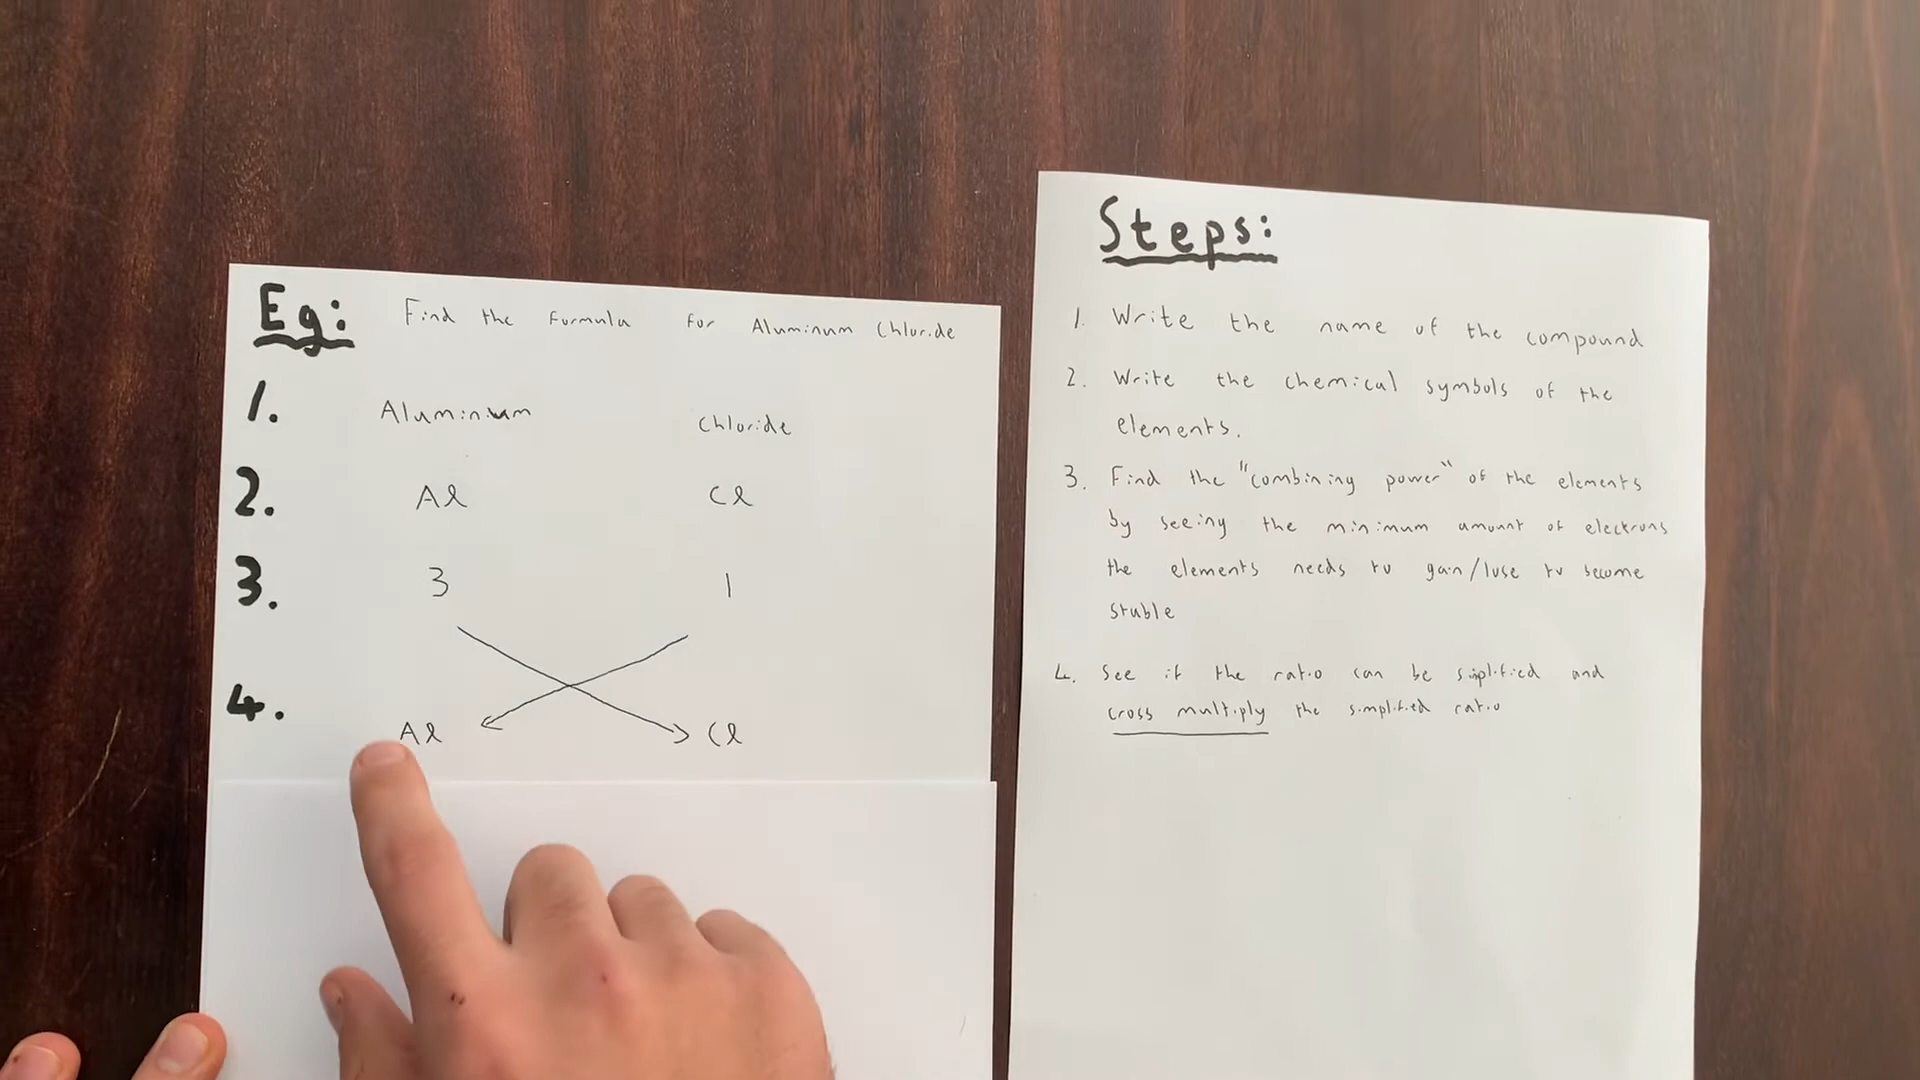 Eg: Find the formula for Aluminum Chloride
1. Aluminium Chloride
2. Al Cl
3. 3 1
4. Al Cl
Steps:
1. Write the name of the compound
2. Write the chemical symbols of the
elements.
3. Find the "combining power" of the elements
by seeing the minimum amount of electrons
the elements needs to gain/lose to become
stable
4. See if the ratio can be simplified and
cross multiply the simplified ratio